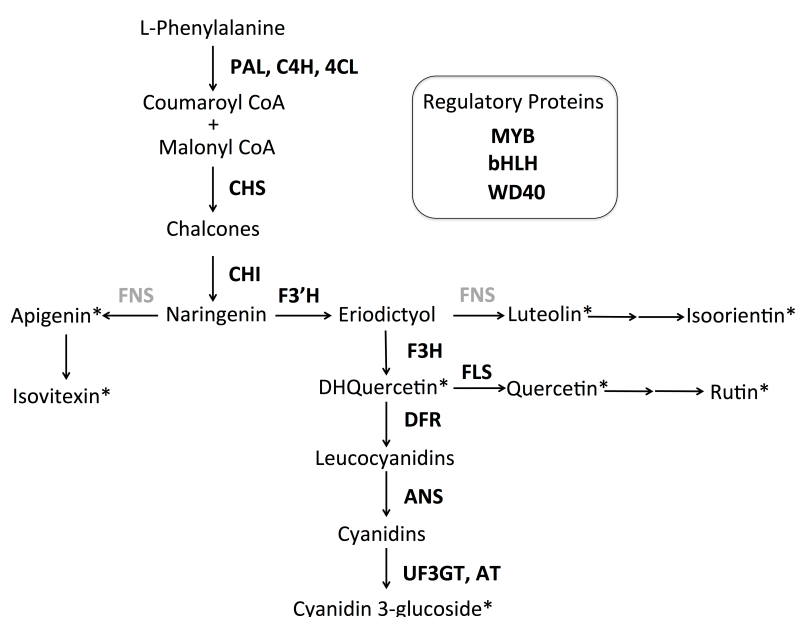 L-Phenylalanine
PAL, C4H, 4CL
Coumaroyl CoA
+
Malonyl CoA
CHS
Chalcones
CHI
Regulatory Proteins
MYB
bHLH
WD40
Apigenin* FNS Naringenin F3’H Eriodictyol FNS Luteolin* Isoorientin*
F3H
Isovitexin* DHQuercetin* FLS Quercetin* Rutin*
DFR
Leucocyanidins
ANS
Cyanidins
UF3GT, AT
Cyanidin 3-glucoside*